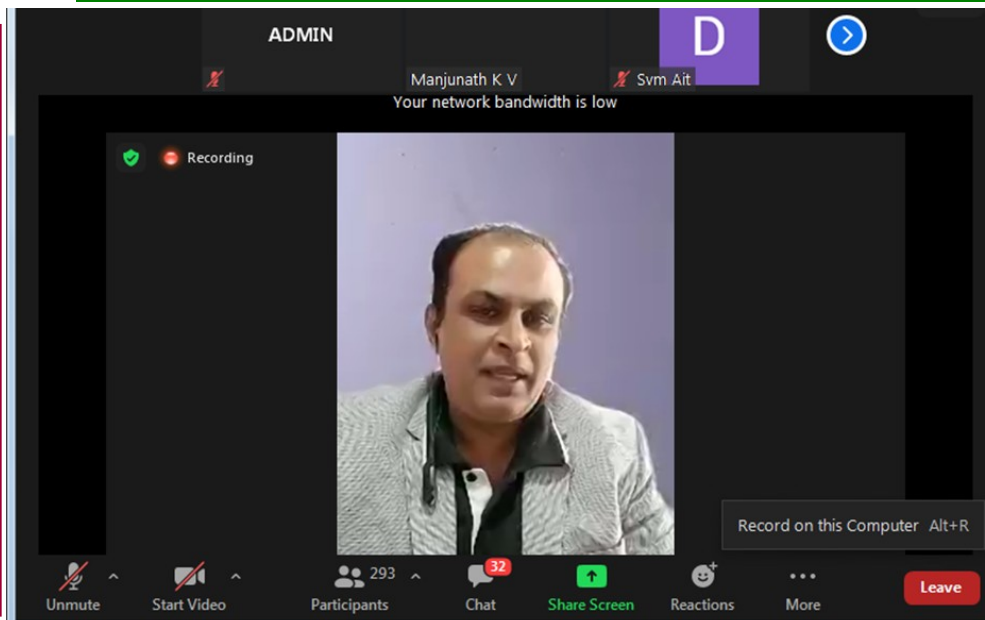 ADMIN
D
Manjunath K V
Svm Ait
Your network bandwidth is low
Recording
Record on this Computer Alt+R
293
32
Unmute
Start Video
Participants
Chat
Share Screen
Reactions
More
Leave